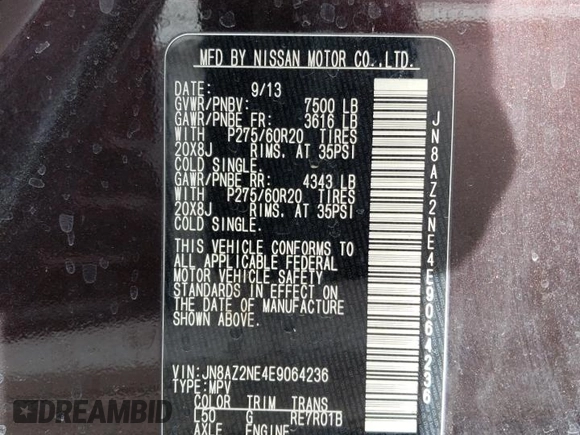 MFD BY NISSAN MOTOR CO.,LTD.
DATE: 9/13
GVWR/PNBV: 7500 LB
GAWR/PNBE FR: 3616 LB
WITH P275/60R20 TIRES
20X8J RIMS, AT 35PSI
COLD SINGLE.
GAWR/PNBE RR: 4343 LB
WITH P275/60R20 TIRES
20X8J RIMS, AT 35PSI
COLD SINGLE.
THIS VEHICLE CONFORMS TO
ALL APPLICABLE FEDERAL
MOTOR VEHICLE SAFETY
STANDARDS IN EFFECT ON
THE DATE OF MANUFACTURE
SHOWN ABOVE.
VIN:JN8AZ2NE4E9064236
TYPE:MPV
COLOR TRIM TRANS
L50 G RE7R01B
AXLE ENGINE
JN8AZ2NE4E9064236
DEALERBID
.com